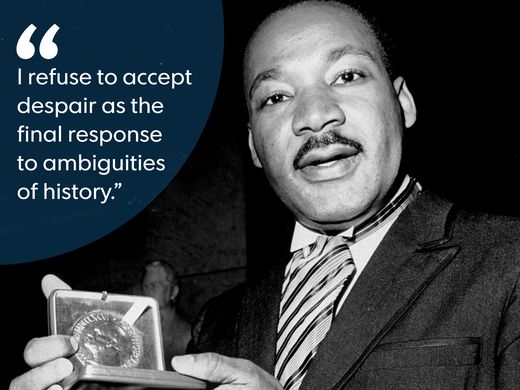 “
I refuse to accept
despair as the
final response
to ambiguities
of history.”